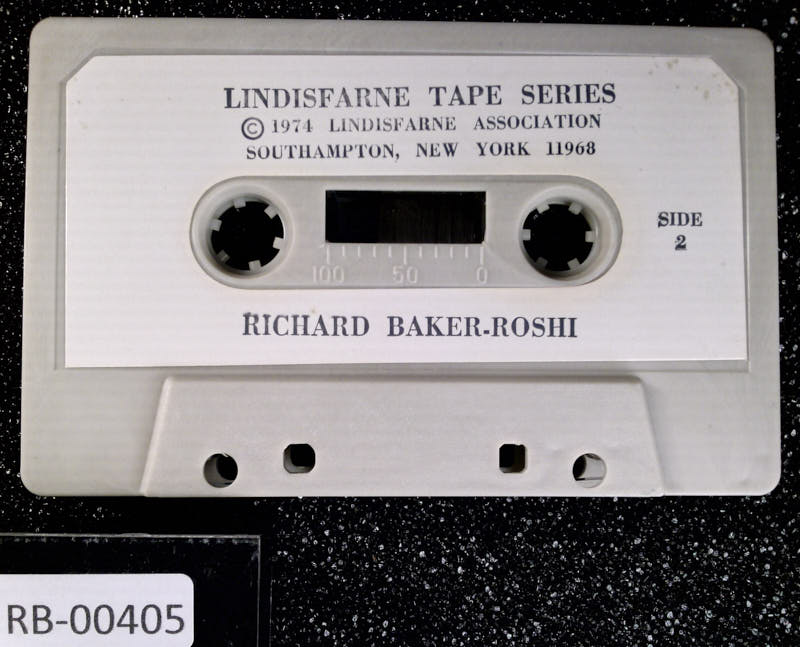 LINDISFARNE TAPE SERIES
© 1974 LINDISFARNE ASSOCIATION
SOUTHAMPTON, NEW YORK 11968
SIDE
2
100 50 0
RICHARD BAKER-ROSHI
RB-00405